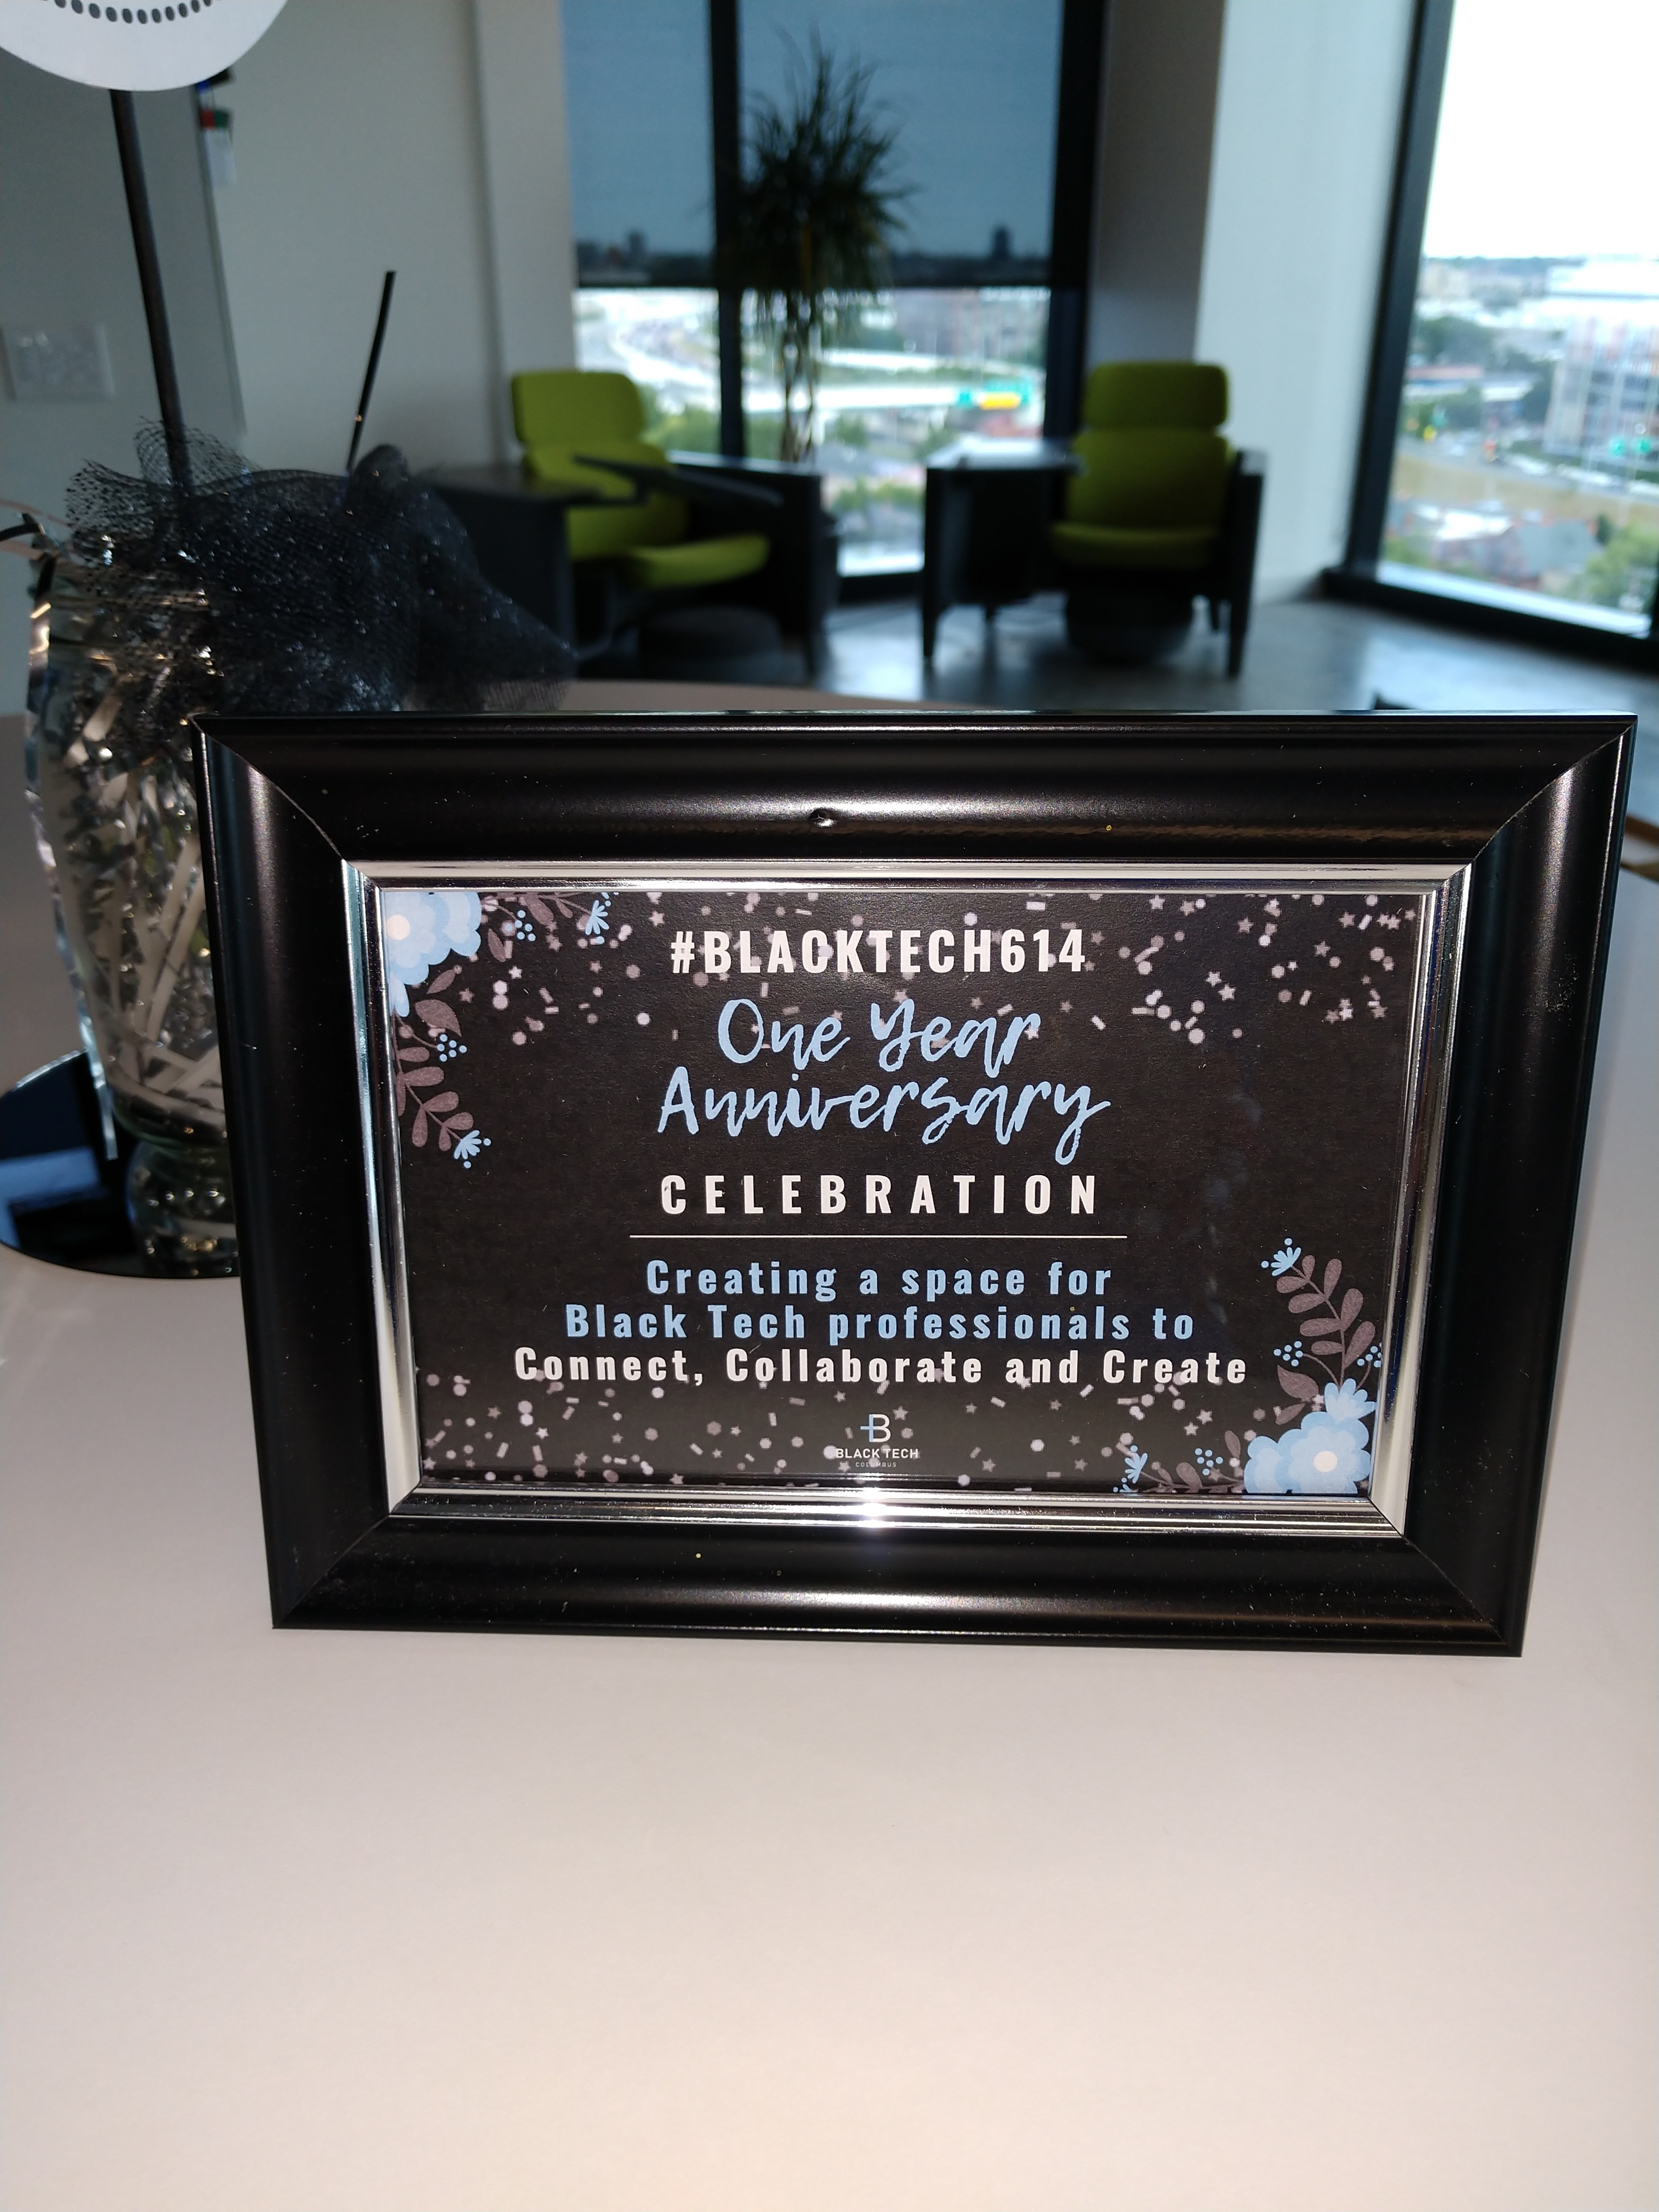 #BLACKTECH614
One Year
Anniversary
CELEBRATION
Creating a space for
Black Tech professionals to
Connect, Collaborate and Create
B
BLACK TECH
COLUMBUS